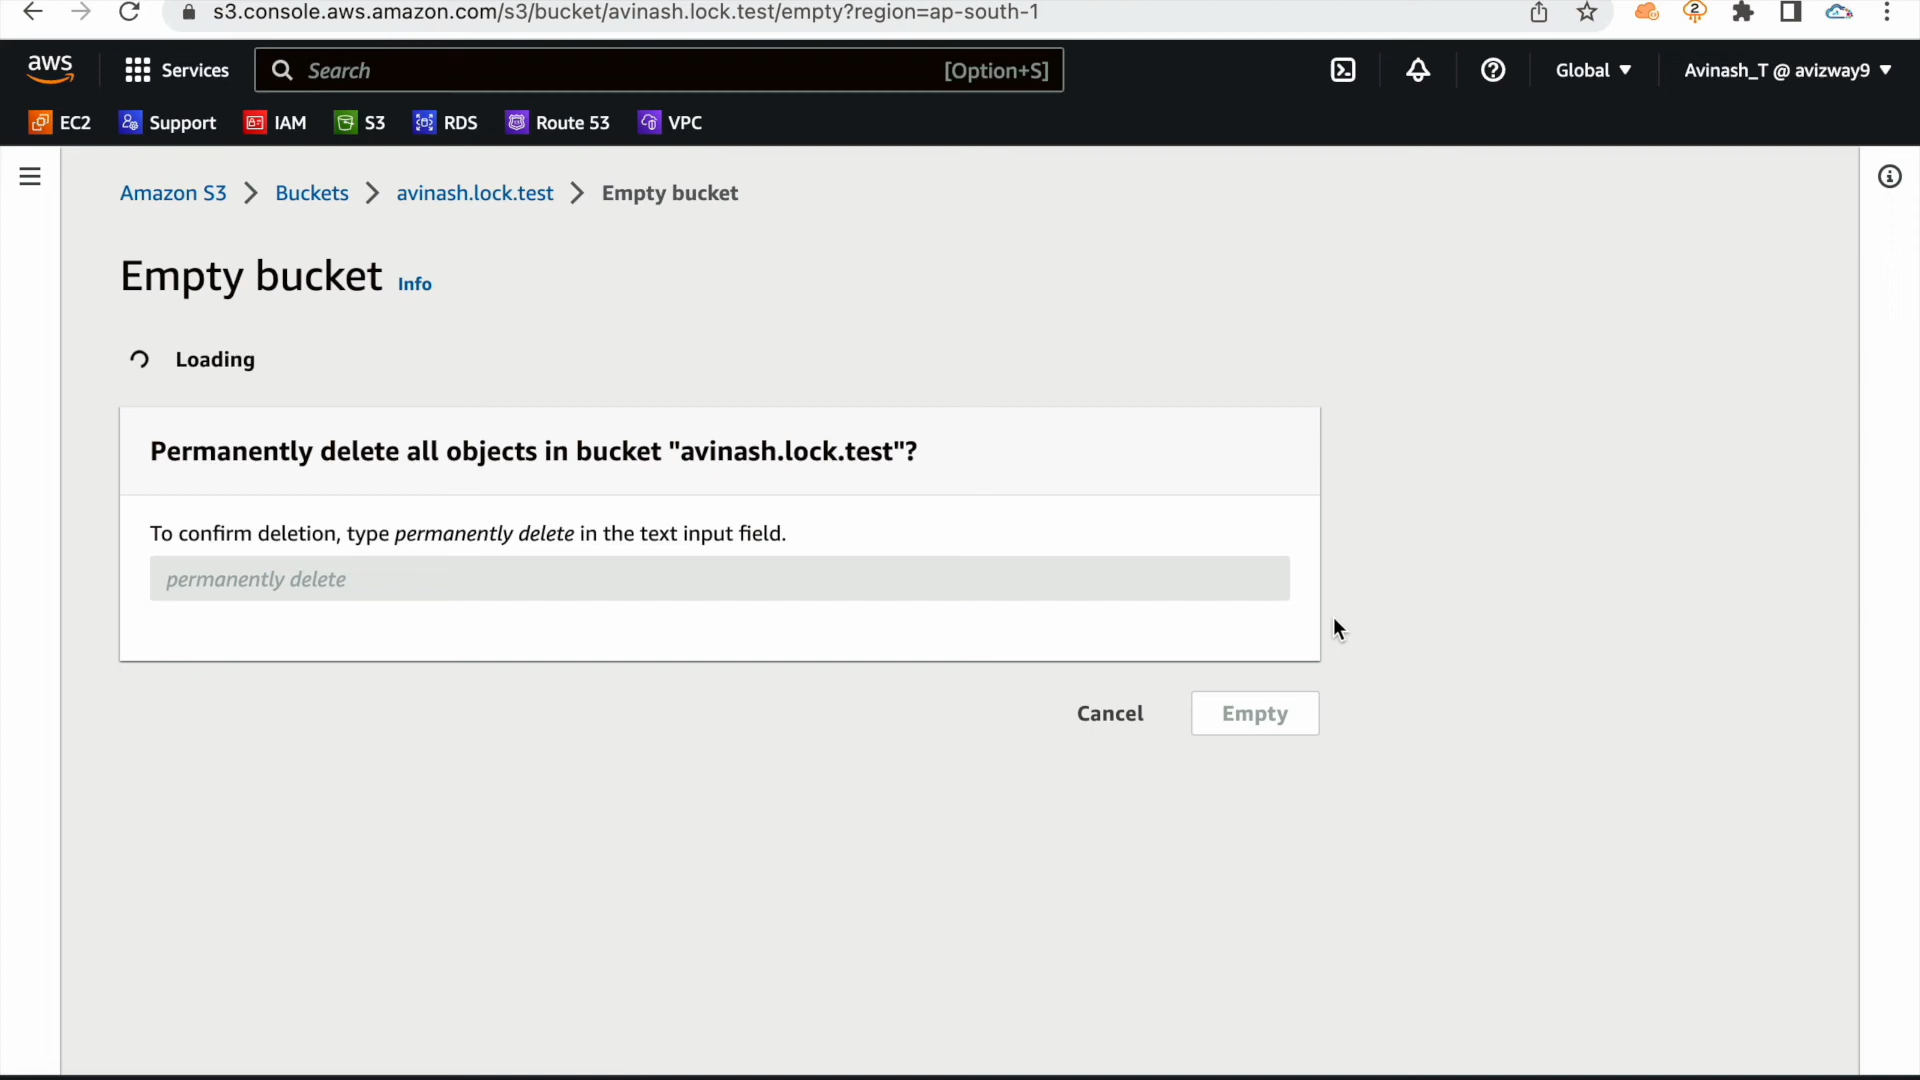 s3.console.aws.amazon.com/s3/bucket/avinash.lock.test/empty?region=ap-south-1
2
aws Services Search [Option+S] Global Avinash_T @ avizway9
EC2 Support IAM S3 RDS Route 53 VPC
Amazon S3 Buckets avinash.lock.test Empty bucket
Empty bucket Info
Loading
Permanently delete all objects in bucket "avinash.lock.test"?
To confirm deletion, type permanently delete in the text input field.
permanently delete
Cancel Empty